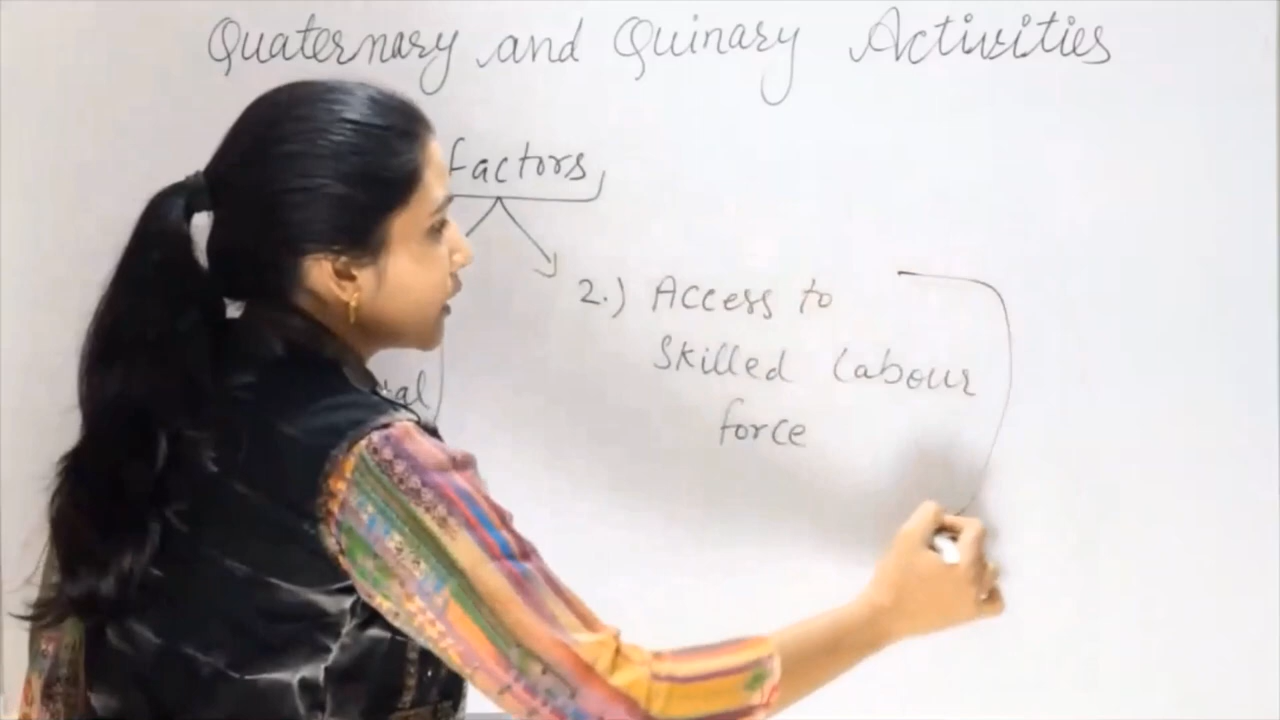 Quaternary and Quinary Activities
factors
2.) Access to
Skilled Labour
force